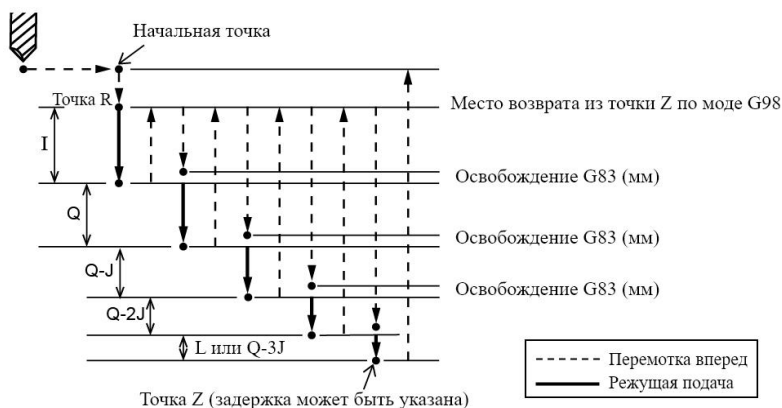 Начальная точка
Точка R
Место возврата из точки Z по моде G98
I
Освобождение G83 (мм)
Q
Освобождение G83 (мм)
Q-J
Освобождение G83 (мм)
Q-2J
L или Q-3J
Перемотка вперед
Режущая подача
Точка Z (задержка может быть указана)